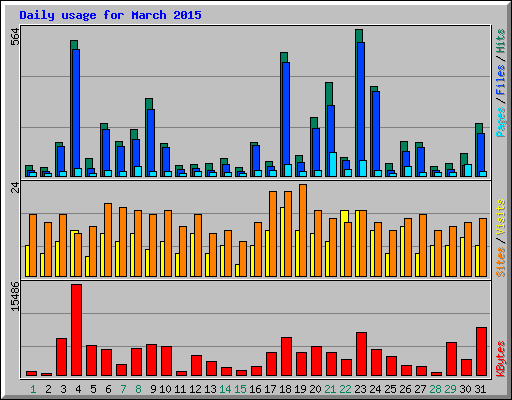 Daily usage for March 2015
564
Pages / Files / Hits
24
Sites / Visits
15486
KBytes
1 2 3 4 5 6 7 8 9 10 11 12 13 14 15 16 17 18 19 20 21 22 23 24 25 26 27 28 29 30 31